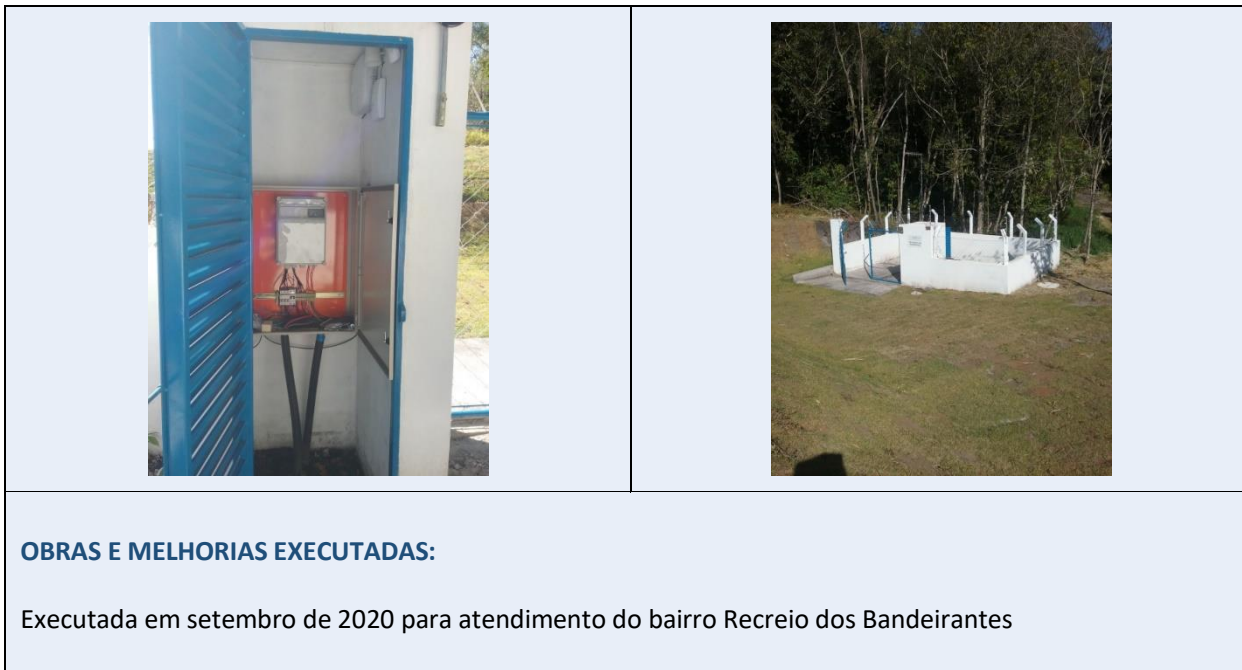 OBRAS E MELHORIAS EXECUTADAS:
Executada em setembro de 2020 para atendimento do bairro Recreio dos Bandeirantes